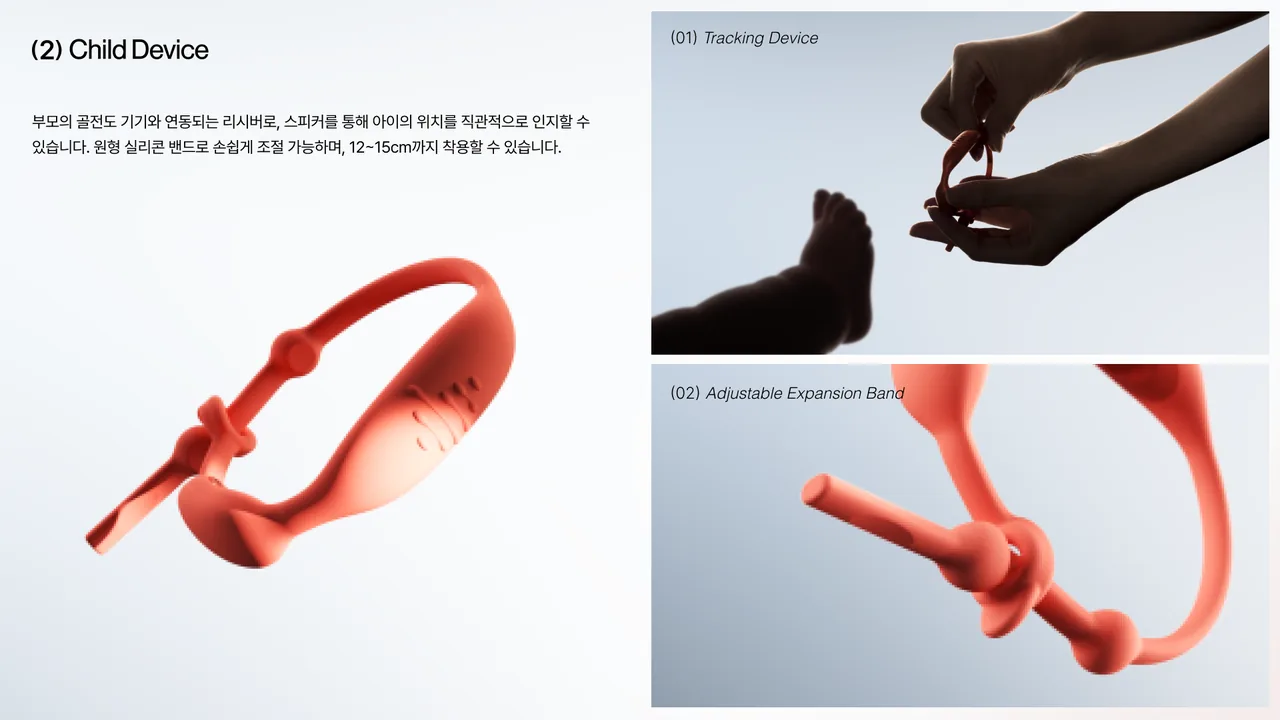 (2) Child Device
부모의 골전도 기기와 연동되는 리시버로, 스피커를 통해 아이의 위치를 직관적으로 인지할 수
있습니다. 원형 실리콘 밴드로 손쉽게 조절 가능하며, 12~15cm까지 착용할 수 있습니다.
(01) Tracking Device
(02) Adjustable Expansion Band